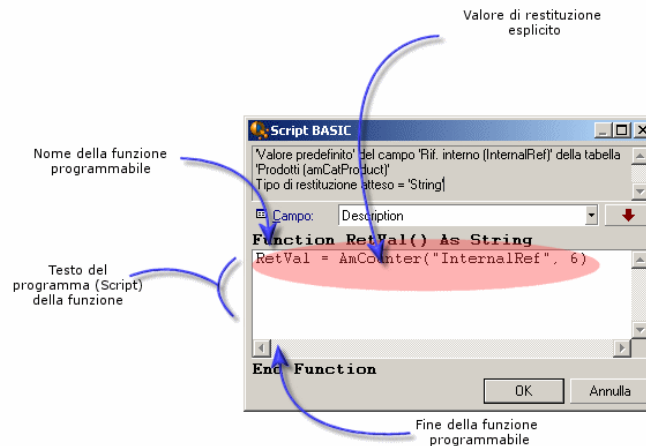 Valore di restituzione
esplicito
Script BASIC
Nome della funzione
programmabile
'Valore predefinito' del campo 'Rif. interno (InternalRef)' della tabella
'Prodotti (amCatProduct)'
Tipo di restituzione atteso = 'String'
Campo:
Description
Function RetVal() As String
RetVal = AmCounter("InternalRef", 6)
Testo del
programma (Script)
della funzione
End Function
OK
Annulla
Fine della funzione
programmabile